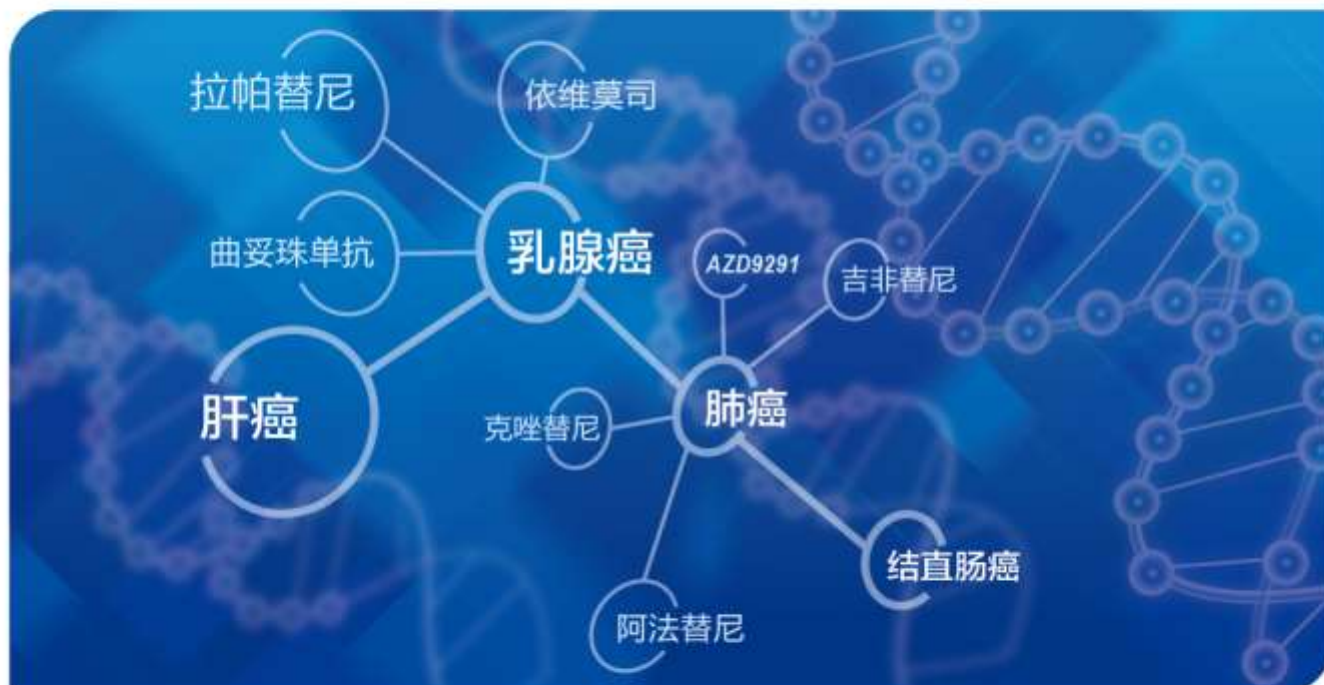 拉帕替尼
依维莫司
曲妥珠单抗
乳腺癌
AZD9291
吉非替尼
肝癌
克唑替尼
肺癌
结直肠癌
阿法替尼